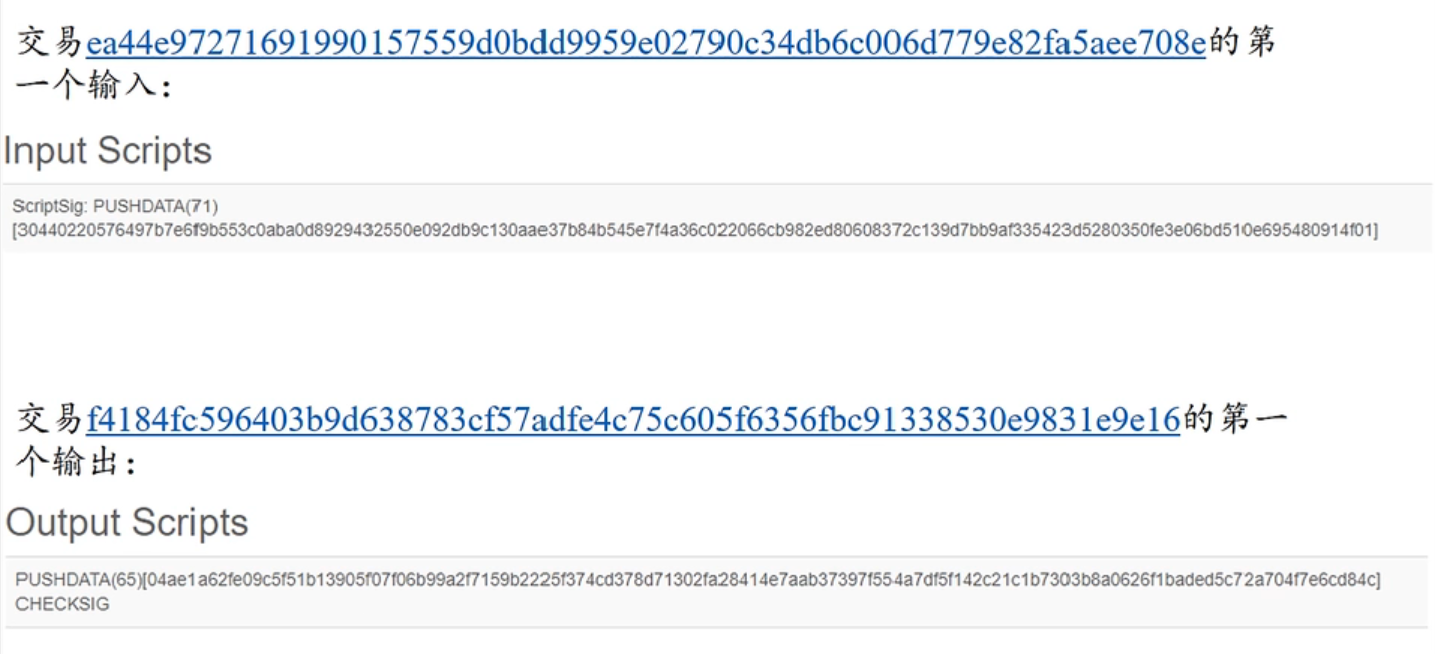 交易ea44e97271691990157559d0bdd9959e02790c34db6c006d779e82fa5aee708e的第
一个输入：
Input Scripts
ScriptSig: PUSHDATA(71)
[30440220576497b7e6f9b553c0aba0d8929432550e092db9c130aae37b84b545e7f4a36c022066cb982ed80608372c139d7bb9af335423d5280350fe3e06bd510e695480914f01]
交易f4184fc596403b9d638783cf57adfe4c75c605f6356fbc91338530e9831e9e16的第一
个输出：
Output Scripts
PUSHDATA(65)[04ae1a62fe09c5f51b13905f07f06b99a2f7159b2225f374cd378d71302fa28414e7aab37397f554a7df5f142c21c1b7303b8a0626f1baded5c72a704f7e6cd84c]
CHECKSIG